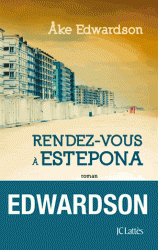 Åke Edwardson
RENDEZ-VOUS
À ESTEPONA
roman
EDWARDSON
JC Lattès